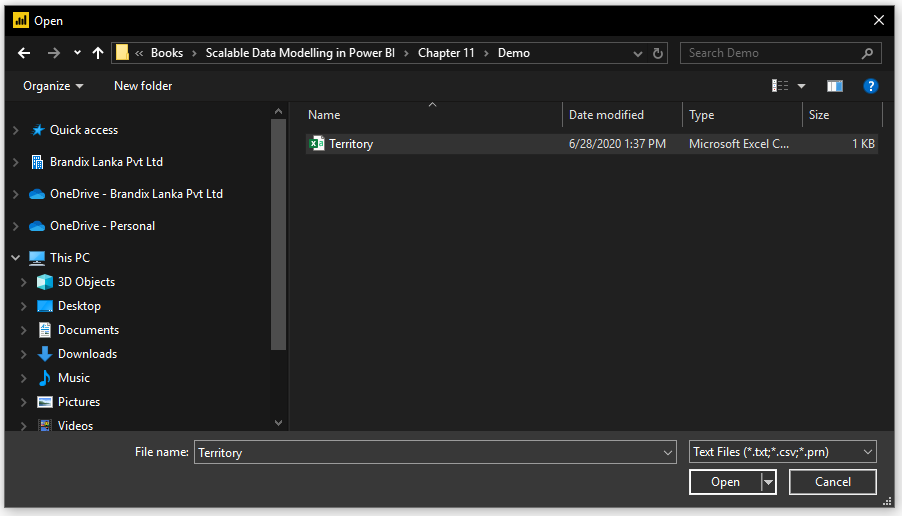 Open
« Books > Scalable Data Modelling in Power BI > Chapter 11 > Demo
Search Demo
Organize
New folder
Quick access
Brandix Lanka Pvt Ltd
OneDrive - Brandix Lanka Pvt Ltd
OneDrive - Personal
This PC
3D Objects
Desktop
Documents
Downloads
Music
Pictures
Videos
Name Date modified Type Size
Territory 6/28/2020 1:37 PM Microsoft Excel C... 1 KB
File name: Territory
Text Files (*.txt;*.csv;*.prn)
Open
Cancel